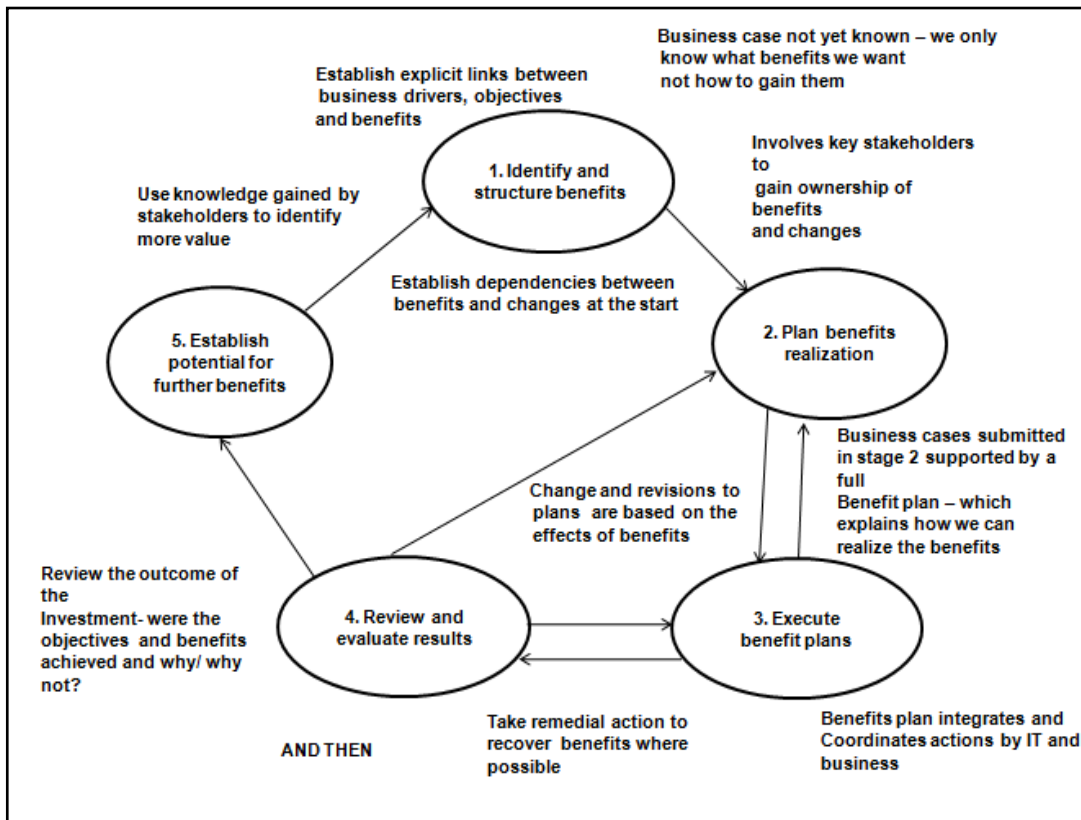 Business case not yet known – we only
know what benefits we want
not how to gain them
Establish explicit links between
business drivers, objectives
and benefits
1. Identify and
structure benefits
Involves key stakeholders
to
gain ownership of
benefits
and changes
Use knowledge gained by
stakeholders to identify
more value
Establish dependencies between
benefits and changes at the start
2. Plan benefits
realization
5. Establish
potential for
further benefits
Business cases submitted
in stage 2 supported by a
full
Benefit plan – which
explains how we can
realize the benefits
Change and revisions to
plans are based on the
effects of benefits
Review the outcome of
the
Investment- were the
objectives and benefits
achieved and why/ why
not?
4. Review and
evaluate results
3. Execute
benefit plans
Take remedial action to
recover benefits where
possible
Benefits plan integrates and
Coordinates actions by IT and
business
AND THEN